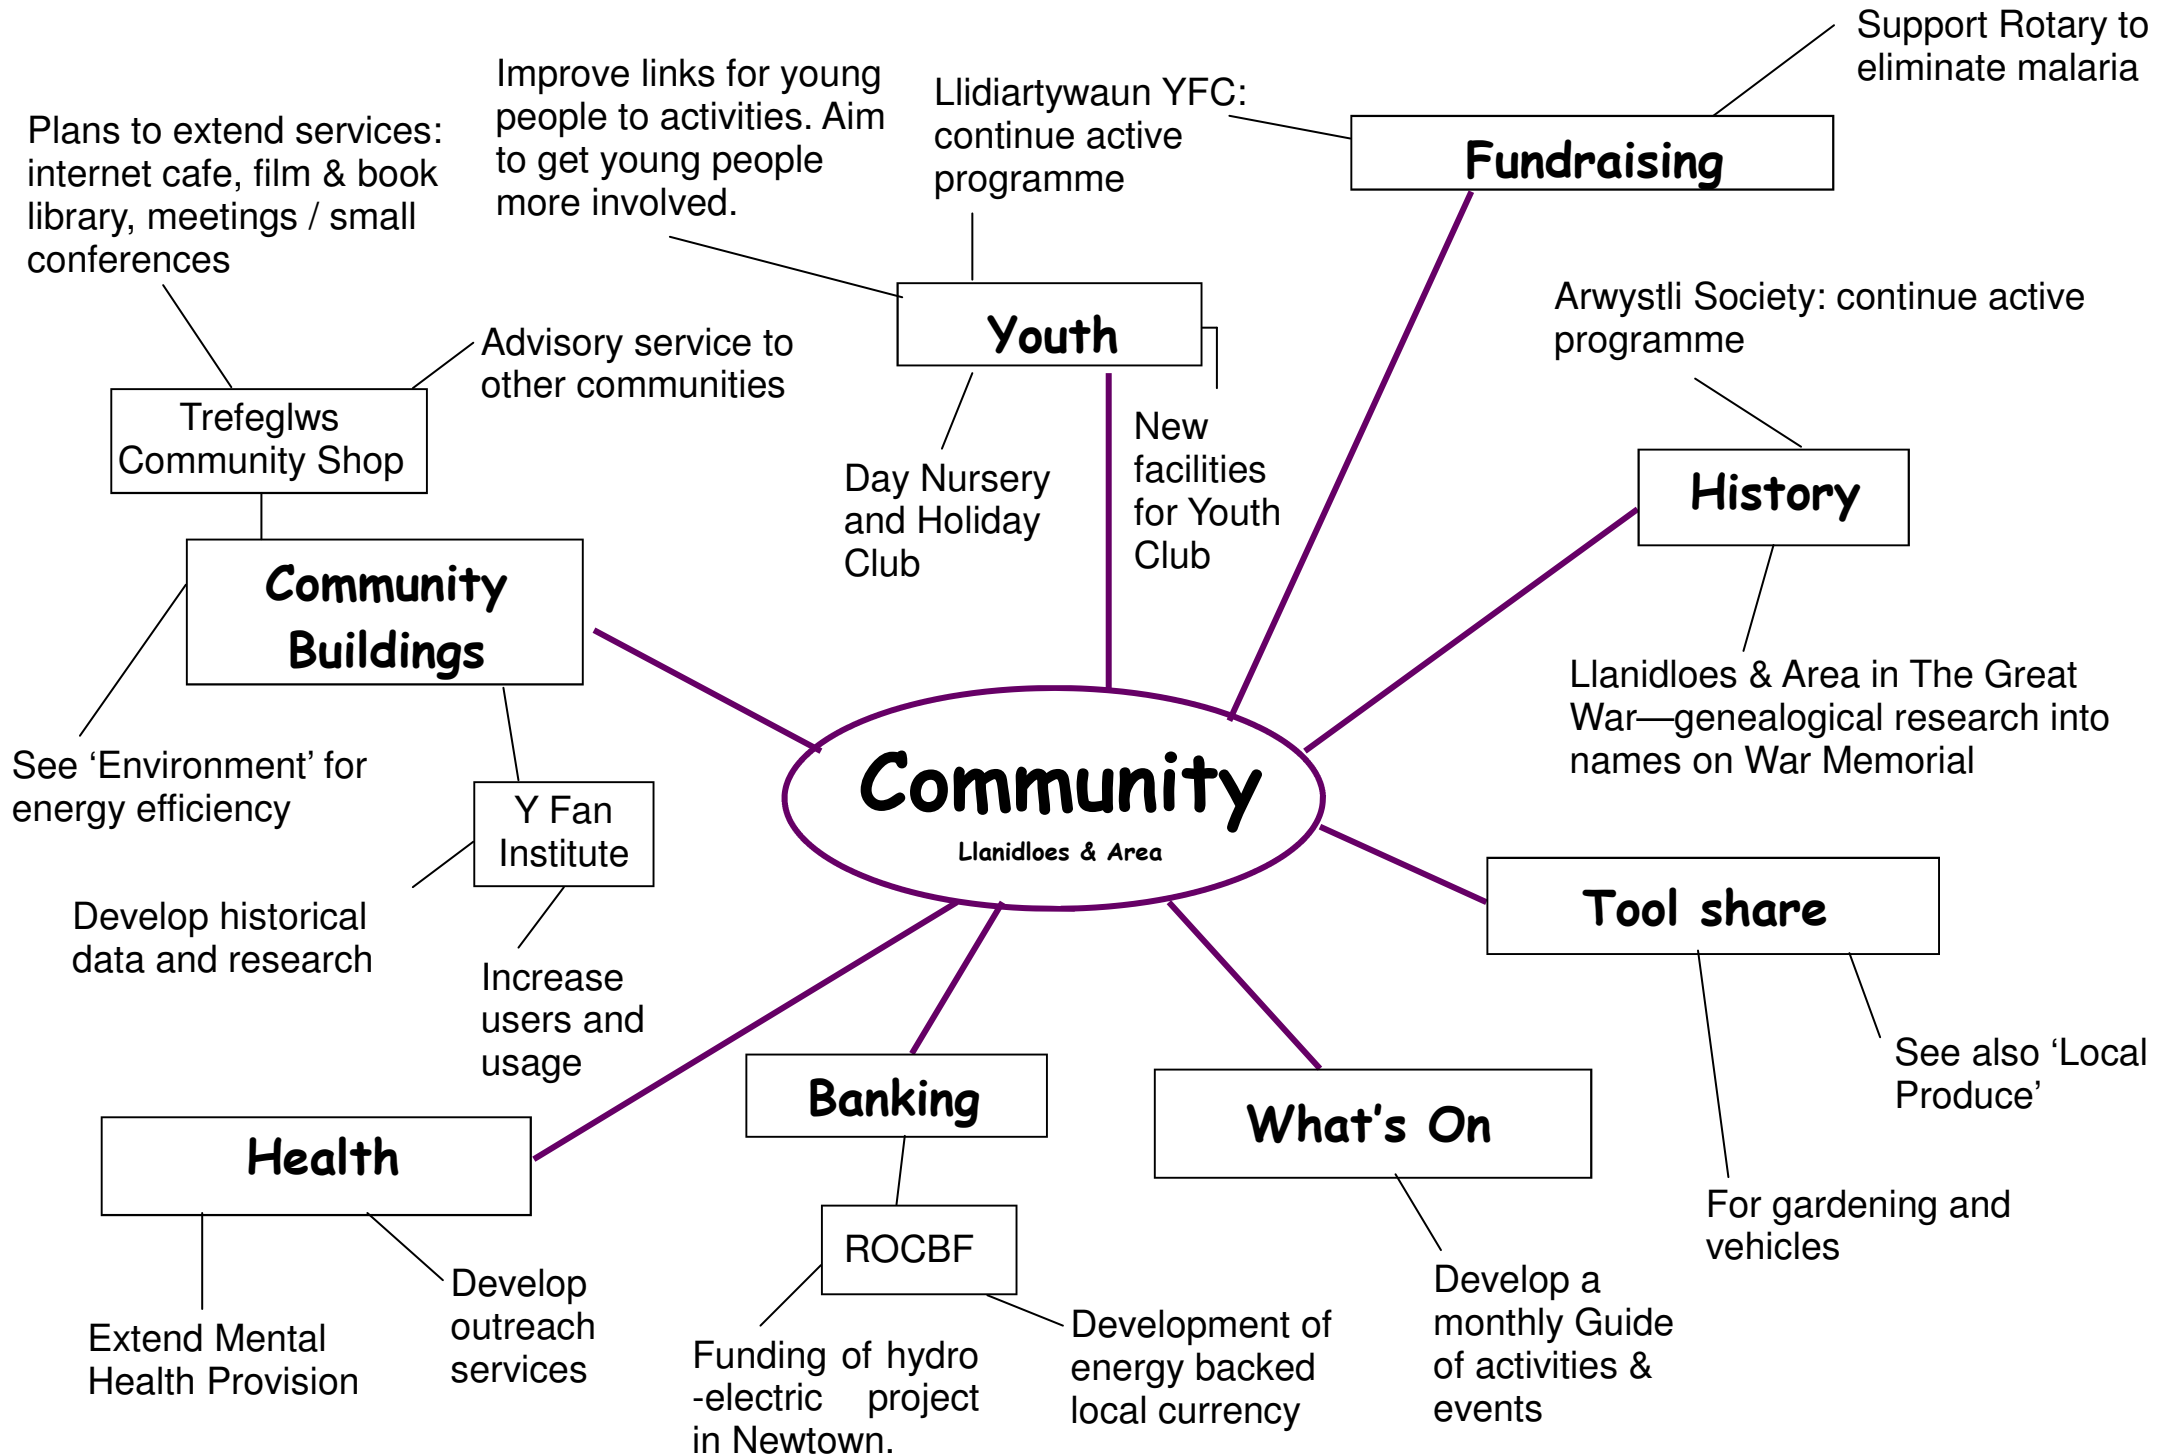 Support Rotary to
eliminate malaria
Improve links for young
people to activities. Aim
to get young people
more involved.
Llidiartywaun YFC:
continue active
programme
Plans to extend services:
internet cafe, film & book
library, meetings / small
conferences
Fundraising
Arwystli Society: continue active
programme
Youth
Advisory service to
other communities
Trefeglws
Community Shop
New
facilities
for Youth
Club
Day Nursery
and Holiday
Club
History
Community
Buildings
Llanidloes & Area in The Great
War—genealogical research into
names on War Memorial
See ‘Environment’ for
energy efficiency
Y Fan
Institute
Community
Llanidloes & Area
Tool share
Develop historical
data and research
Increase
users and
usage
See also ‘Local
Produce’
Banking
What’s On
Health
For gardening and
vehicles
ROCBF
Develop
outreach
services
Extend Mental
Health Provision
Funding of hydro
-electric project
in Newtown.
Development of
energy backed
local currency
Develop a
monthly Guide
of activities &
events